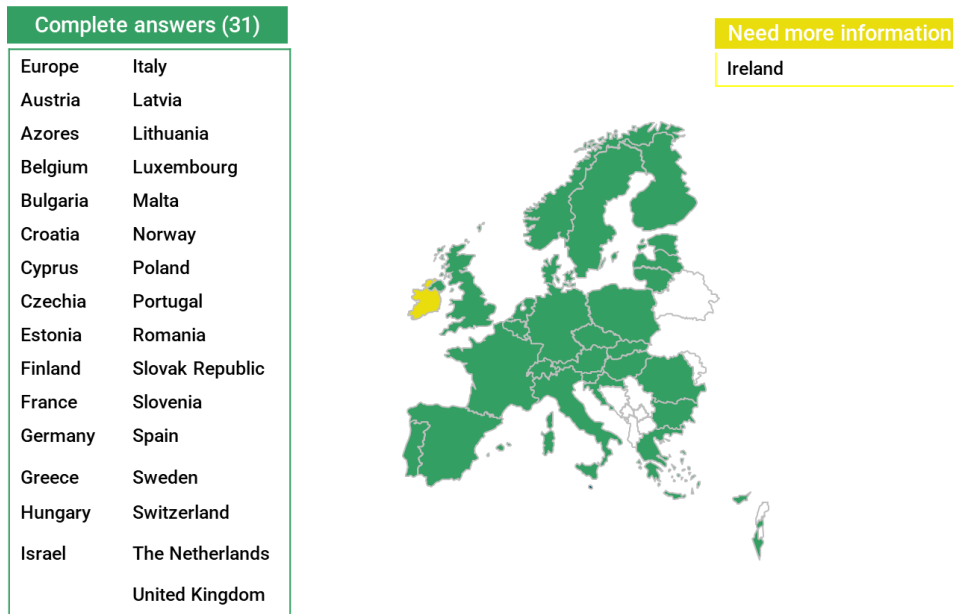 Complete answers (31)
Need more information
Ireland
Europe Italy
Austria Latvia
Azores Lithuania
Belgium Luxembourg
Bulgaria Malta
Croatia Norway
Cyprus Poland
Czechia Portugal
Estonia Romania
Finland Slovak Republic
France Slovenia
Germany Spain
Greece Sweden
Hungary Switzerland
Israel The Netherlands
United Kingdom